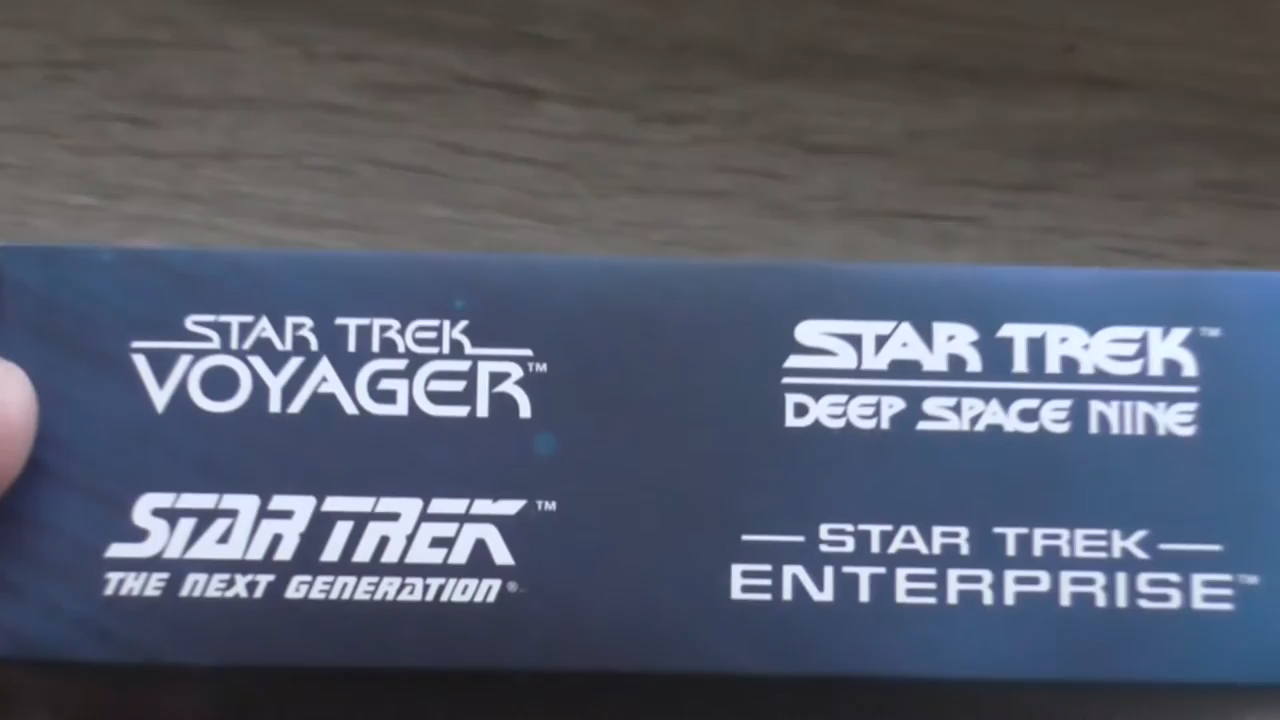 STAR TREK
VOYAGER™
STAR TREK™
DEEP SPACE NINE
STAR TREK™
THE NEXT GENERATION®
STAR TREK
ENTERPRISE™